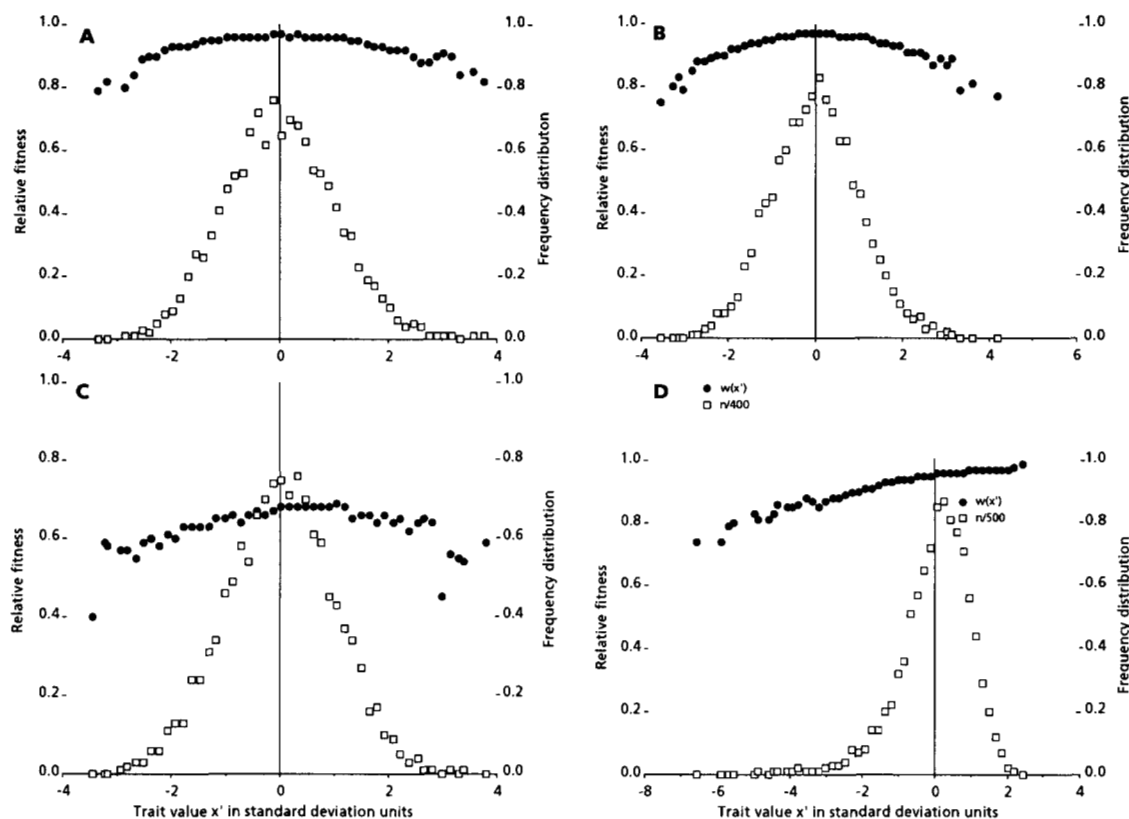 A
1.0
0.8
0.6
0.4
0.2
0.0
Relative fitness
1.0
0.8
0.6
0.4
0.2
0.0
Frequency distribution
-4 -2 0 2 4
B
1.0
0.8
0.6
0.4
0.2
0.0
Relative fitness
1.0
0.8
0.6
0.4
0.2
0.0
Frequency distributon
-4 -2 0 2 4 6
C
1.0
0.8
0.6
0.4
0.2
0.0
Relative fitness
1.0
0.8
0.6
0.4
0.2
0.0
Frequency distribution
-4 -2 0 2 4
Trait value x' in standard deviation units
D
w(x')
n/400
1.0
0.8
0.6
0.4
0.2
0.0
Relative fitness
w(x')
n/500
1.0
0.8
0.6
0.4
0.2
0.0
Frequency distribution
-8 -6 -4 -2 0 2 4
Trait value x' in standard deviation units